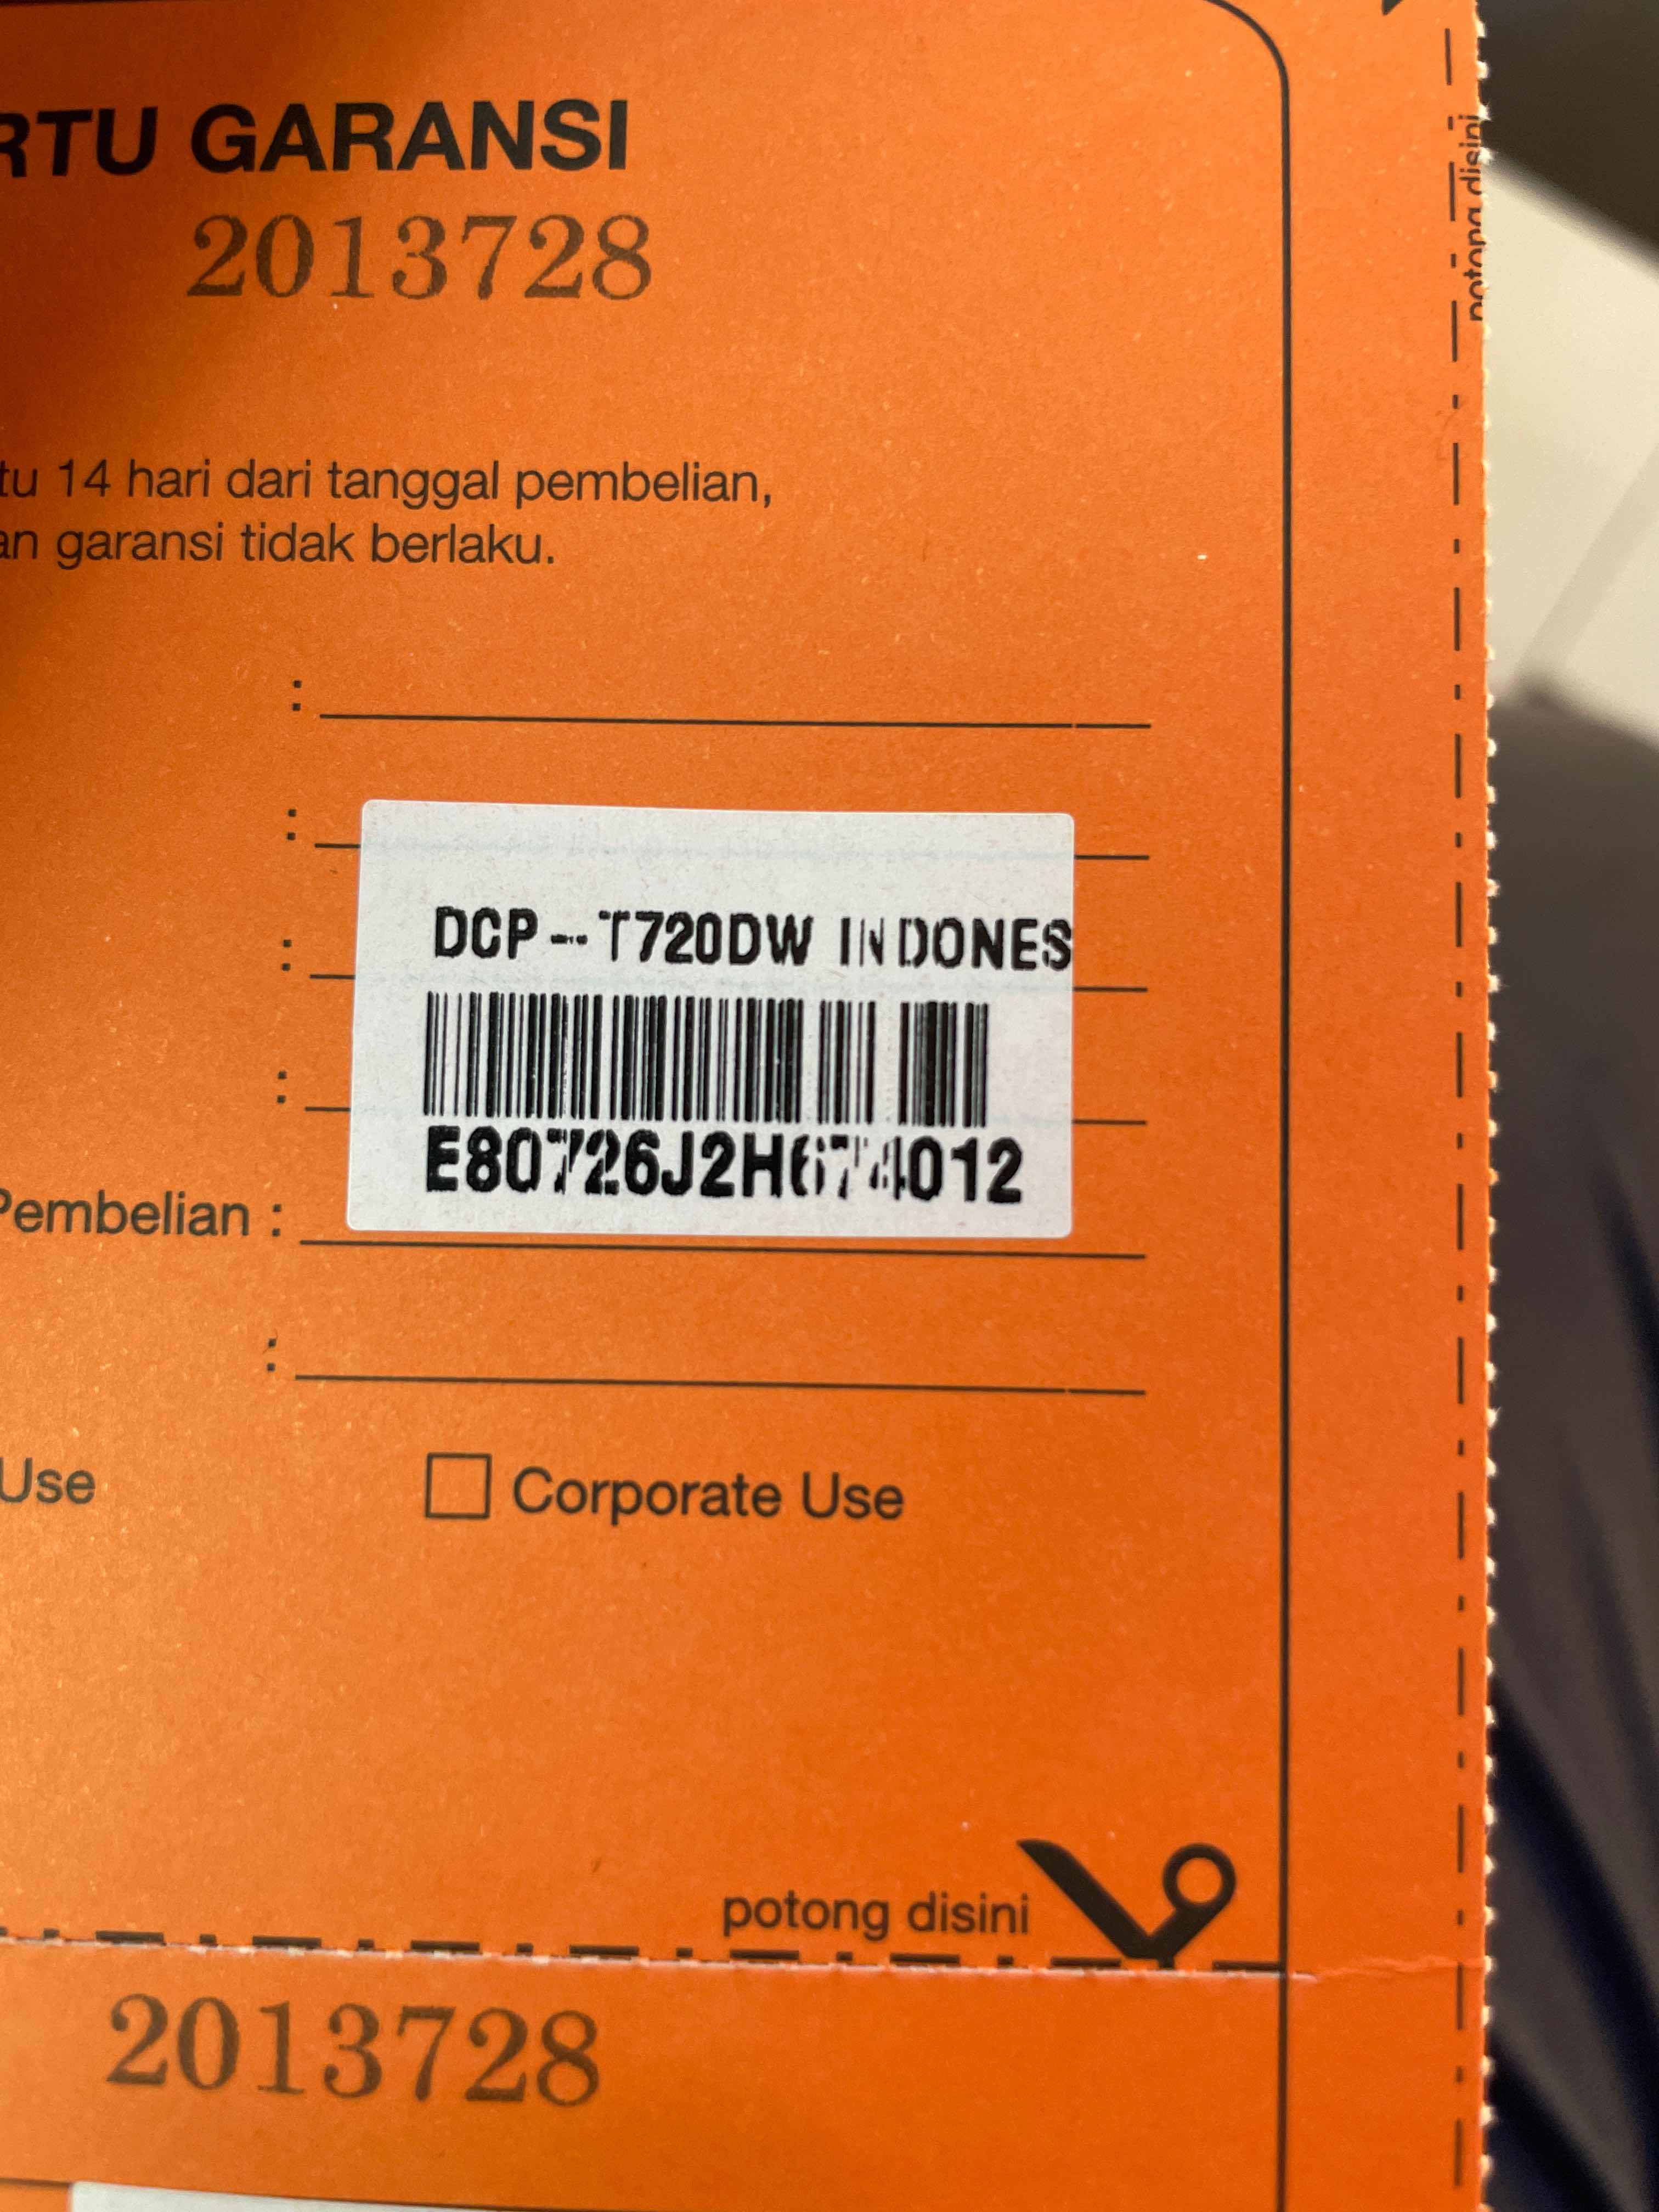 RTU GARANSI
2013728
potong disini
tu 14 hari dari tanggal pembelian,
an garansi tidak berlaku.
:
:
:
:
DCP--T720DW INDONES
E80726J2H674012
Pembelian :
:
Use
Corporate Use
potong disini
2013728